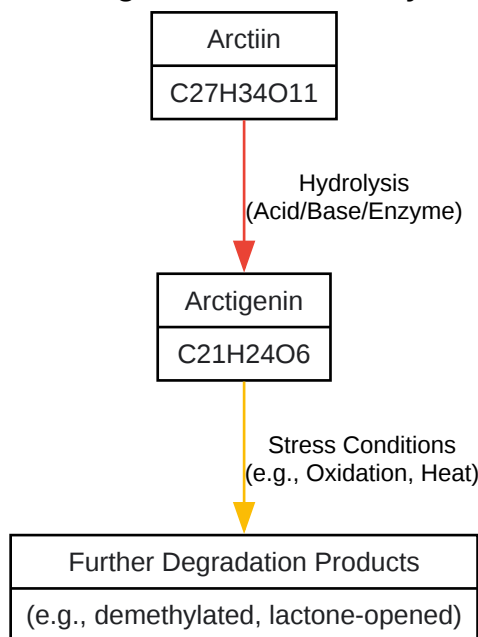 Arctiin
C27H34O11
Hydrolysis
(Acid/Base/Enzyme)
Arctigenin
C21H24O6
Stress Conditions
(e.g., Oxidation, Heat)
Further Degradation Products
(e.g., demethylated, lactone-opened)